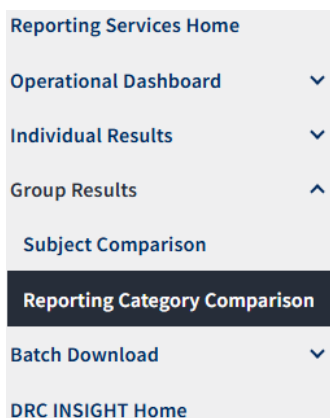 Reporting Services Home
Operational Dashboard
Individual Results
Group Results
Subject Comparison
Reporting Category Comparison
Batch Download
DRC INSIGHT Home